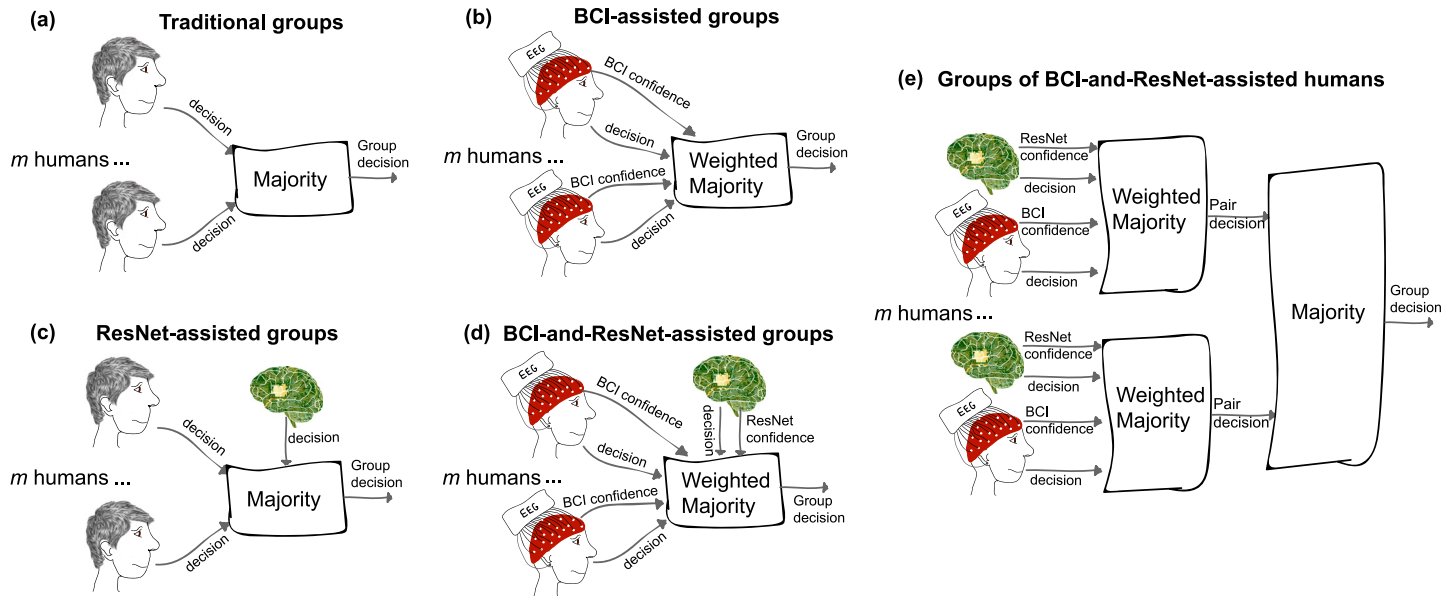 (a)
Traditional groups
decision
m humans ...
Majority
Group
decision
decision
(b)
BCI-assisted groups
EEG
BCI confidence
decision
EEG
BCI confidence
Weighted
Majority
Group
decision
decision
(c)
ResNet-assisted groups
decision
decision
m humans ...
Majority
Group
decision
decision
(d)
BCI-and-ResNet-assisted groups
EEG
BCI confidence
decision
ResNet
confidence
decision
m humans ...
EEG
BCI confidence
Weighted
Majority
Group
decision
decision
(e)
Groups of BCI-and-ResNet-assisted humans
ResNet
confidence
decision
EEG
BCI
confidence
decision
Weighted
Majority
Pair
decision
m humans ...
ResNet
confidence
decision
EEG
BCI
confidence
decision
Weighted
Majority
Pair
decision
Majority
Group
decision